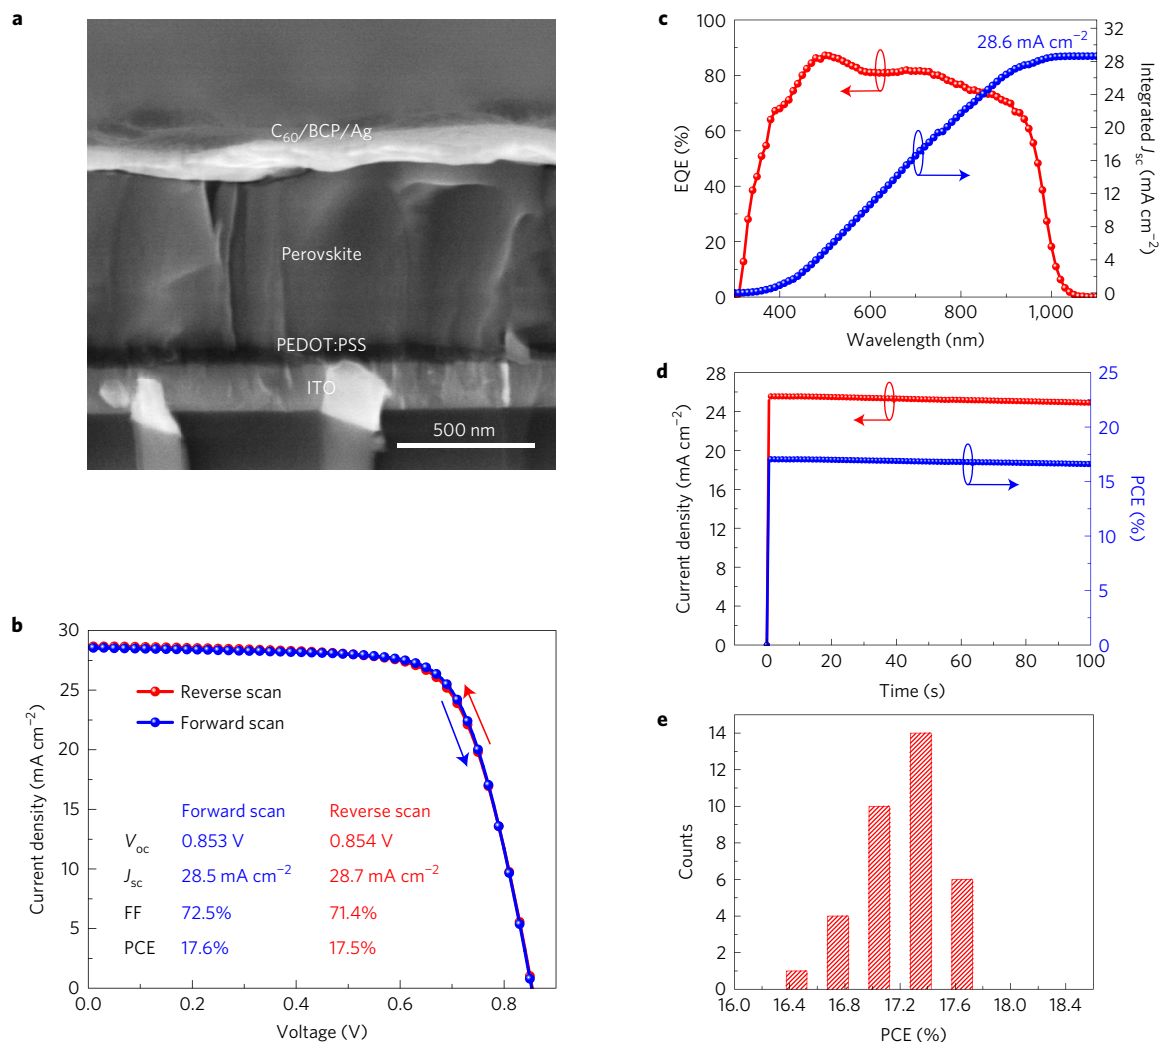 a
C60/BCP/Ag
Perovskite
PEDOT:PSS
ITO
500 nm
b
30
25
20
15
10
5
0
0.0 0.2 0.4 0.6 0.8
Current density (mA cm−2)
Voltage (V)
Reverse scan
Forward scan
Forward scan Reverse scan
Voc 0.853 V 0.854 V
Jsc 28.5 mA cm−2 28.7 mA cm−2
FF 72.5% 71.4%
PCE 17.6% 17.5%
c
100
80
60
40
20
0
EQE (%)
400 600 800 1,000
Wavelength (nm)
28.6 mA cm−2
32
28
24
20
16
12
8
4
0
Integrated Jsc (mA cm−2)
d
28
24
20
16
12
8
4
0
Current density (mA cm−2)
0 20 40 60 80 100
Time (s)
25
20
15
10
5
0
PCE (%)
e
14
12
10
8
6
4
2
0
Counts
16.0 16.4 16.8 17.2 17.6 18.0 18.4
PCE (%)